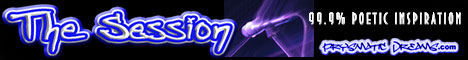 The Session
99.9% POETIC INSPIRATION
PRISMATIC DREAMS.com